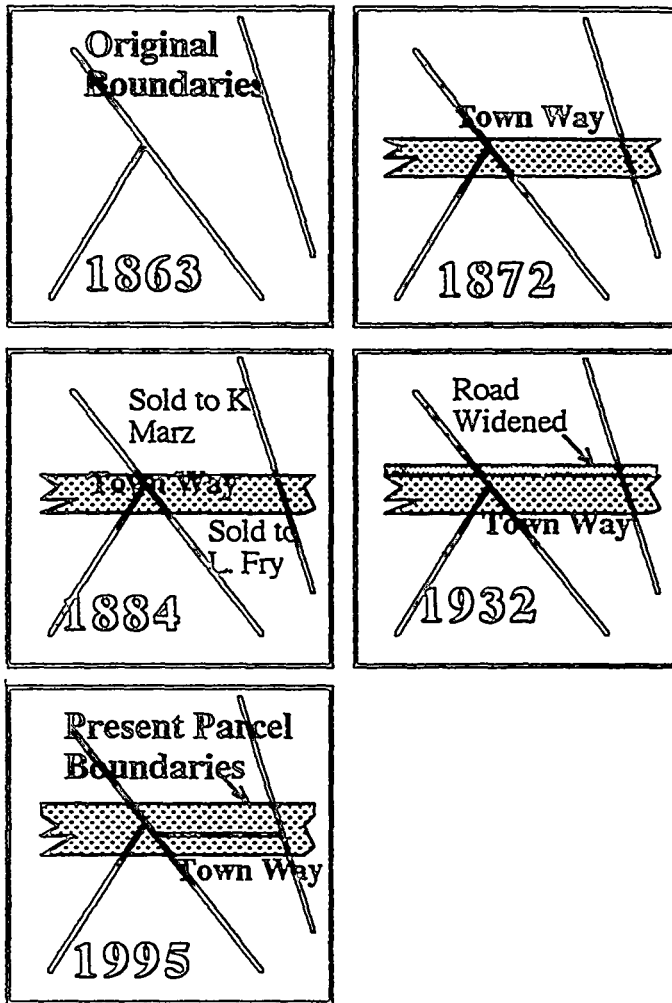 Original
Boundaries
1863
Town Way
1872
Sold to K
Marz
Town Way
Sold to
L. Fry
1884
Road
Widened
Town Way
1932
Present Parcel
Boundaries
Town Way
1995